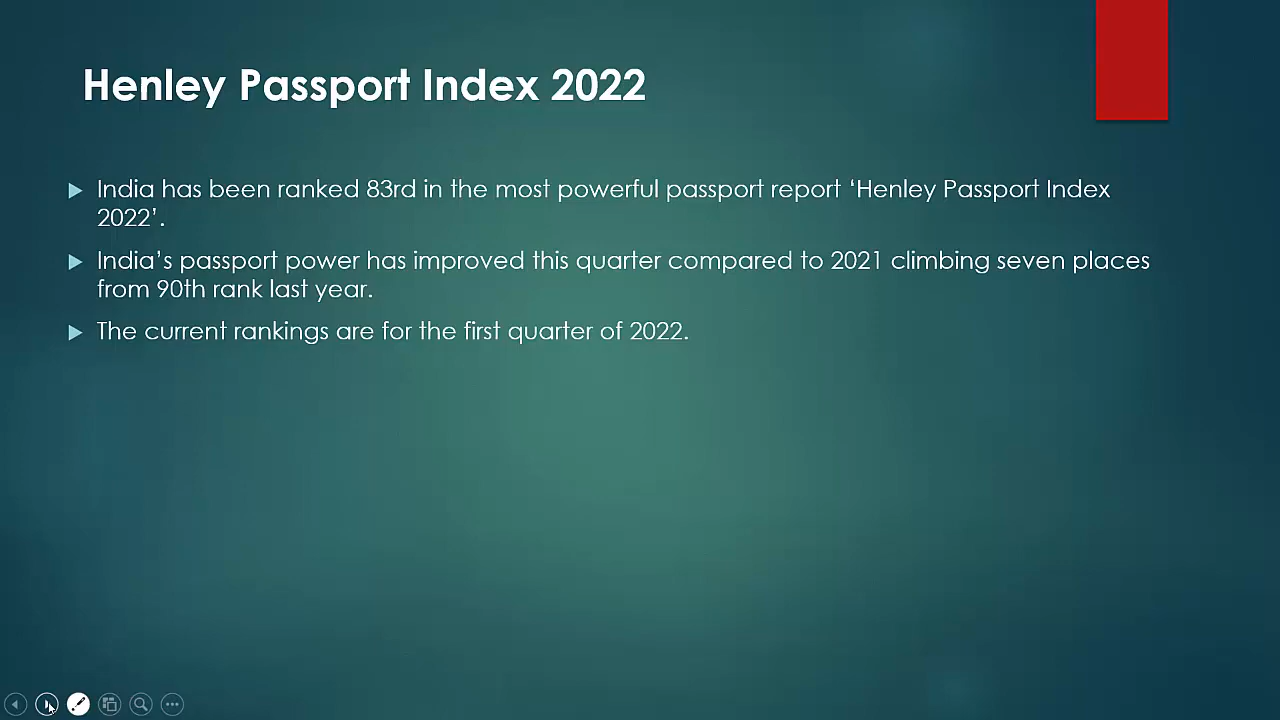 Henley Passport Index 2022
India has been ranked 83rd in the most powerful passport report ‘Henley Passport Index
2022’.
India’s passport power has improved this quarter compared to 2021 climbing seven places
from 90th rank last year.
The current rankings are for the first quarter of 2022.